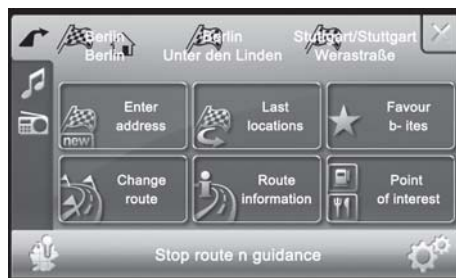 Berlin
Berlin
Berlin
Unter den Linden
Stuttgart/Stuttgart
Werastraße
Enter
address
new
Last
locations
Favour
b- ites
Change
route
Route
information
Point
of interest
Stop route n guidance